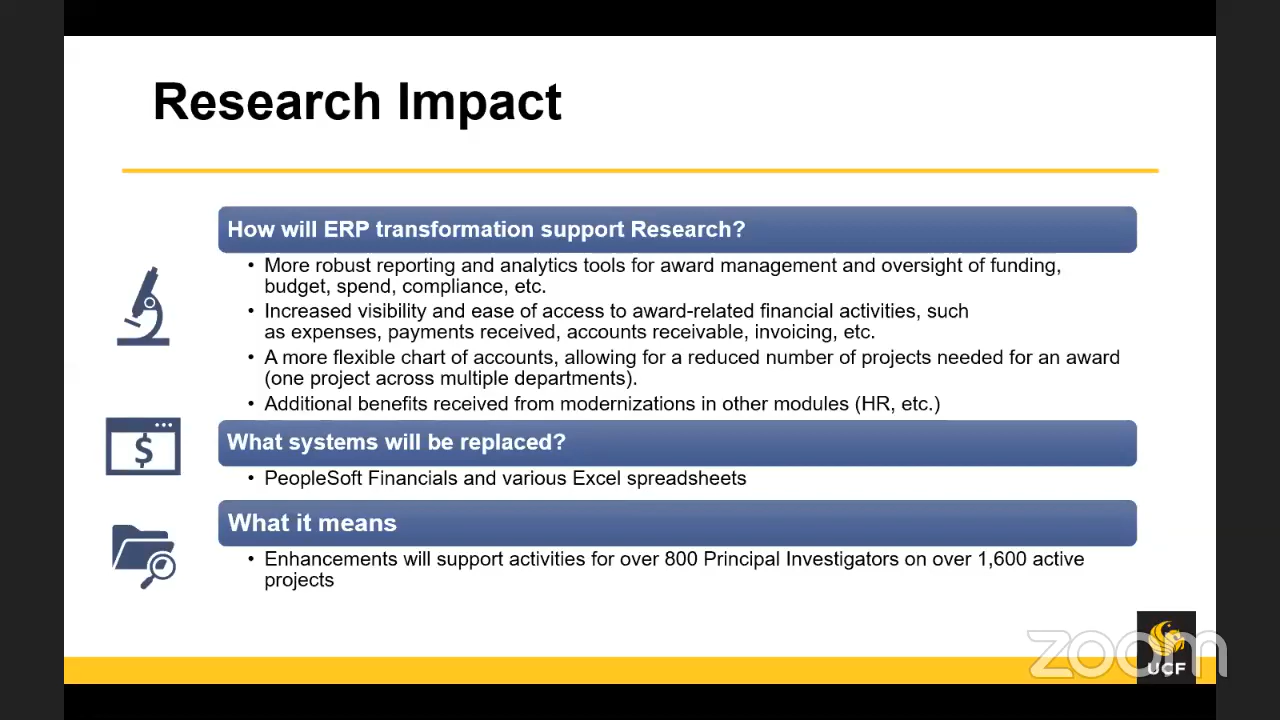 Research Impact
How will ERP transformation support Research?
• More robust reporting and analytics tools for award management and oversight of funding,
budget, spend, compliance, etc.
• Increased visibility and ease of access to award-related financial activities, such
as expenses, payments received, accounts receivable, invoicing, etc.
• A more flexible chart of accounts, allowing for a reduced number of projects needed for an award
(one project across multiple departments).
• Additional benefits received from modernizations in other modules (HR, etc.)
$
What systems will be replaced?
• PeopleSoft Financials and various Excel spreadsheets
What it means
• Enhancements will support activities for over 800 Principal Investigators on over 1,600 active
projects
zoom
UCF